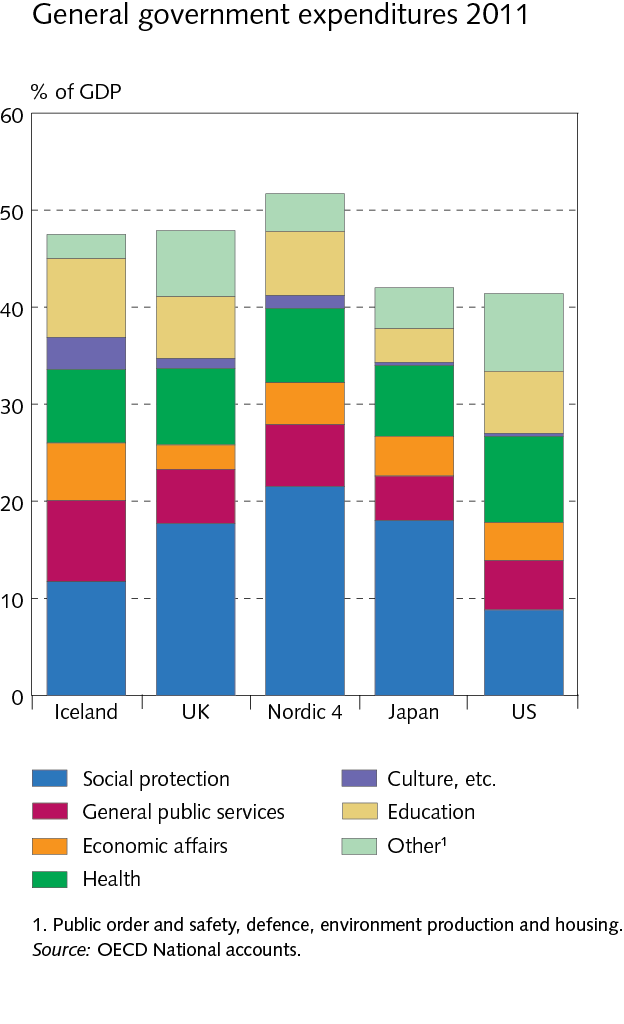 General government expenditures 2011
% of GDP
60
50
40
30
20
10
0
Iceland UK Nordic 4 Japan US
Social protection
General public services
Economic affairs
Health
Culture, etc.
Education
Other¹
1. Public order and safety, defence, environment production and housing.
Source: OECD National accounts.